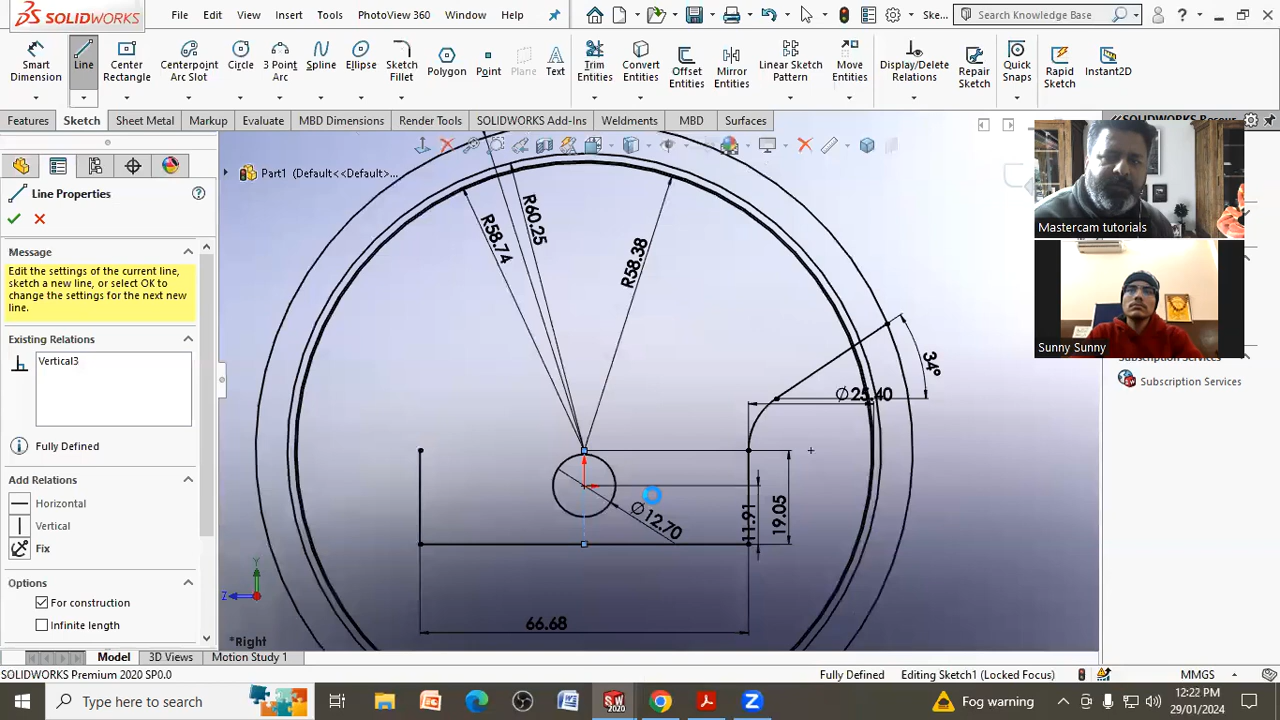 SOLIDWORKS
File
Edit
View
Insert
Tools
PhotoView 360
Window
Help
Ske...
Search Knowledge Base
?
Smart Dimension
Line
Center Rectangle
Centerpoint Arc Slot
Circle
3 Point Arc
Spline
Ellipse
Sketch Fillet
Polygon
Point
Plane
Text
Trim Entities
Convert Entities
Offset Entities
Mirror Entities
Linear Sketch Pattern
Move Entities
Display/Delete Relations
Repair Sketch
Quick Snaps
Rapid Sketch
Instant2D
Features
Sketch
Sheet Metal
Markup
Evaluate
MBD Dimensions
Render Tools
SOLIDWORKS Add-Ins
Weldments
MBD
Surfaces
Part1 (Default<<Default>...
Line Properties
Message
Edit the settings of the current line,
sketch a new line, or select OK to
change the settings for the next new
line.
Existing Relations
Vertical3
Fully Defined
Add Relations
Horizontal
Vertical
Fix
Options
For construction
Infinite length
R58.74
R60.25
R58.38
34°
Ø25.40
Ø12.70
11.91
19.05
66.68
Y
Z
*Right
Mastercam tutorials
Sunny Sunny
Subscription Services
Model
3D Views
Motion Study 1
SOLIDWORKS Premium 2020 SP0.0
Fully Defined
Editing Sketch1 (Locked Focus)
MMGS
Type here to search
SW 2020
Fog warning
12:22 PM
29/01/2024